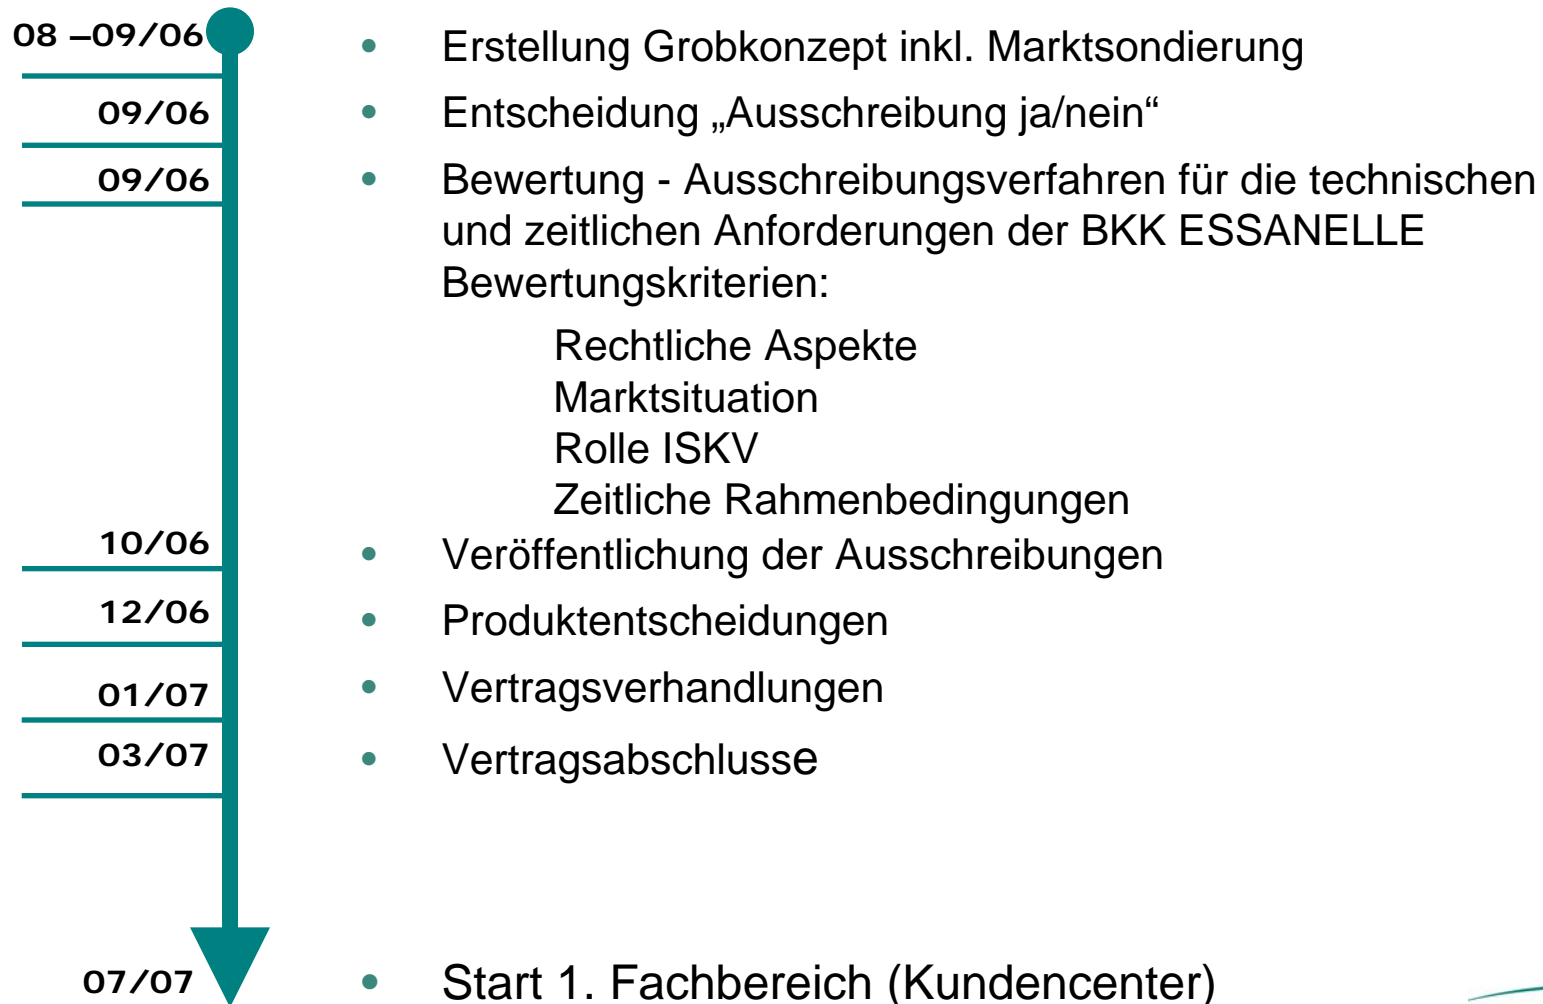 08 –09/06 • Erstellung Grobkonzept inkl. Marktsondierung
09/06 • Entscheidung „Ausschreibung ja/nein“
09/06 • Bewertung - Ausschreibungsverfahren für die technischen
und zeitlichen Anforderungen der BKK ESSANELLE
Bewertungskriterien:
Rechtliche Aspekte
Marktsituation
Rolle ISKV
Zeitliche Rahmenbedingungen
10/06 • Veröffentlichung der Ausschreibungen
12/06 • Produktentscheidungen
01/07 • Vertragsverhandlungen
03/07 • Vertragsabschlusse
07/07 • Start 1. Fachbereich (Kundencenter)